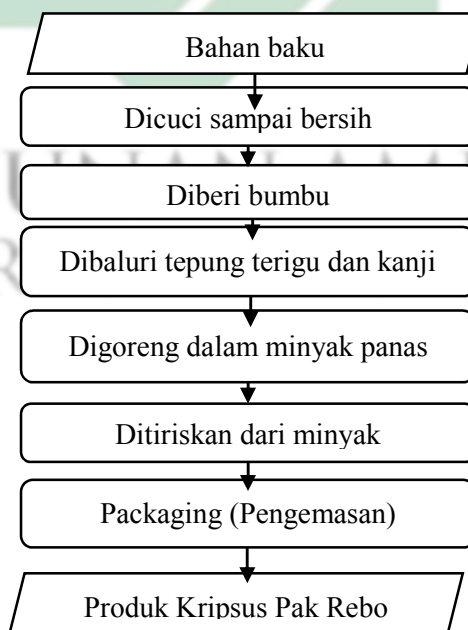 Bahan baku
Dicuci sampai bersih
Diberi bumbu
Dibaluri tepung terigu dan kanji
Digoreng dalam minyak panas
Ditiriskan dari minyak
Packaging (Pengemasan)
Produk Kripsus Pak Rebo